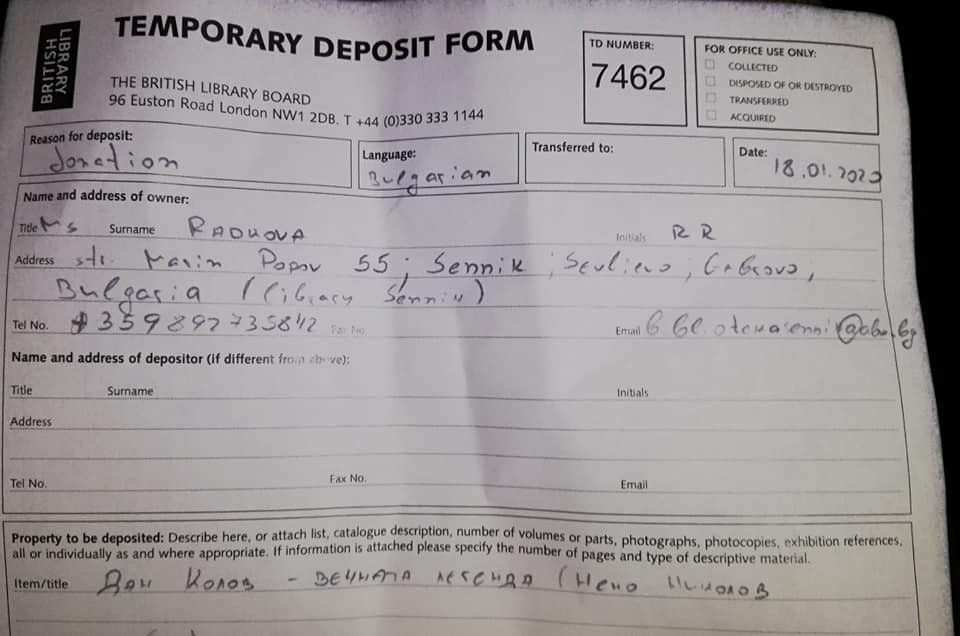 BRITISH LIBRARY
TEMPORARY DEPOSIT FORM
THE BRITISH LIBRARY BOARD
96 Euston Road London NW1 2DB. T +44 (0)330 333 1144
TD NUMBER:
7462
FOR OFFICE USE ONLY:
COLLECTED
DISPOSED OF OR DESTROYED
TRANSFERRED
ACQUIRED
Reason for deposit:
donation
Language:
Bulgarian
Transferred to:
Date:
18.01.2020
Name and address of owner:
Title Ms Surname RADKOVA Initials R R
Address str. Marin Popov 55; Sennik; Sevlievo; Gabrovo,
Bulgaria (library Sennik)
Tel No. +359892735842 Fax No. Email
Name and address of depositor (if different from above):
Title Surname Initials
Address
Tel No. Fax No. Email
Property to be deposited: Describe here, or attach list, catalogue description, number of volumes or parts, photographs, photocopies, exhibition references,
all or individually as and where appropriate. If information is attached please specify the number of pages and type of descriptive material.
Item/title Дан Колов - вечната легенда (Нено Николов